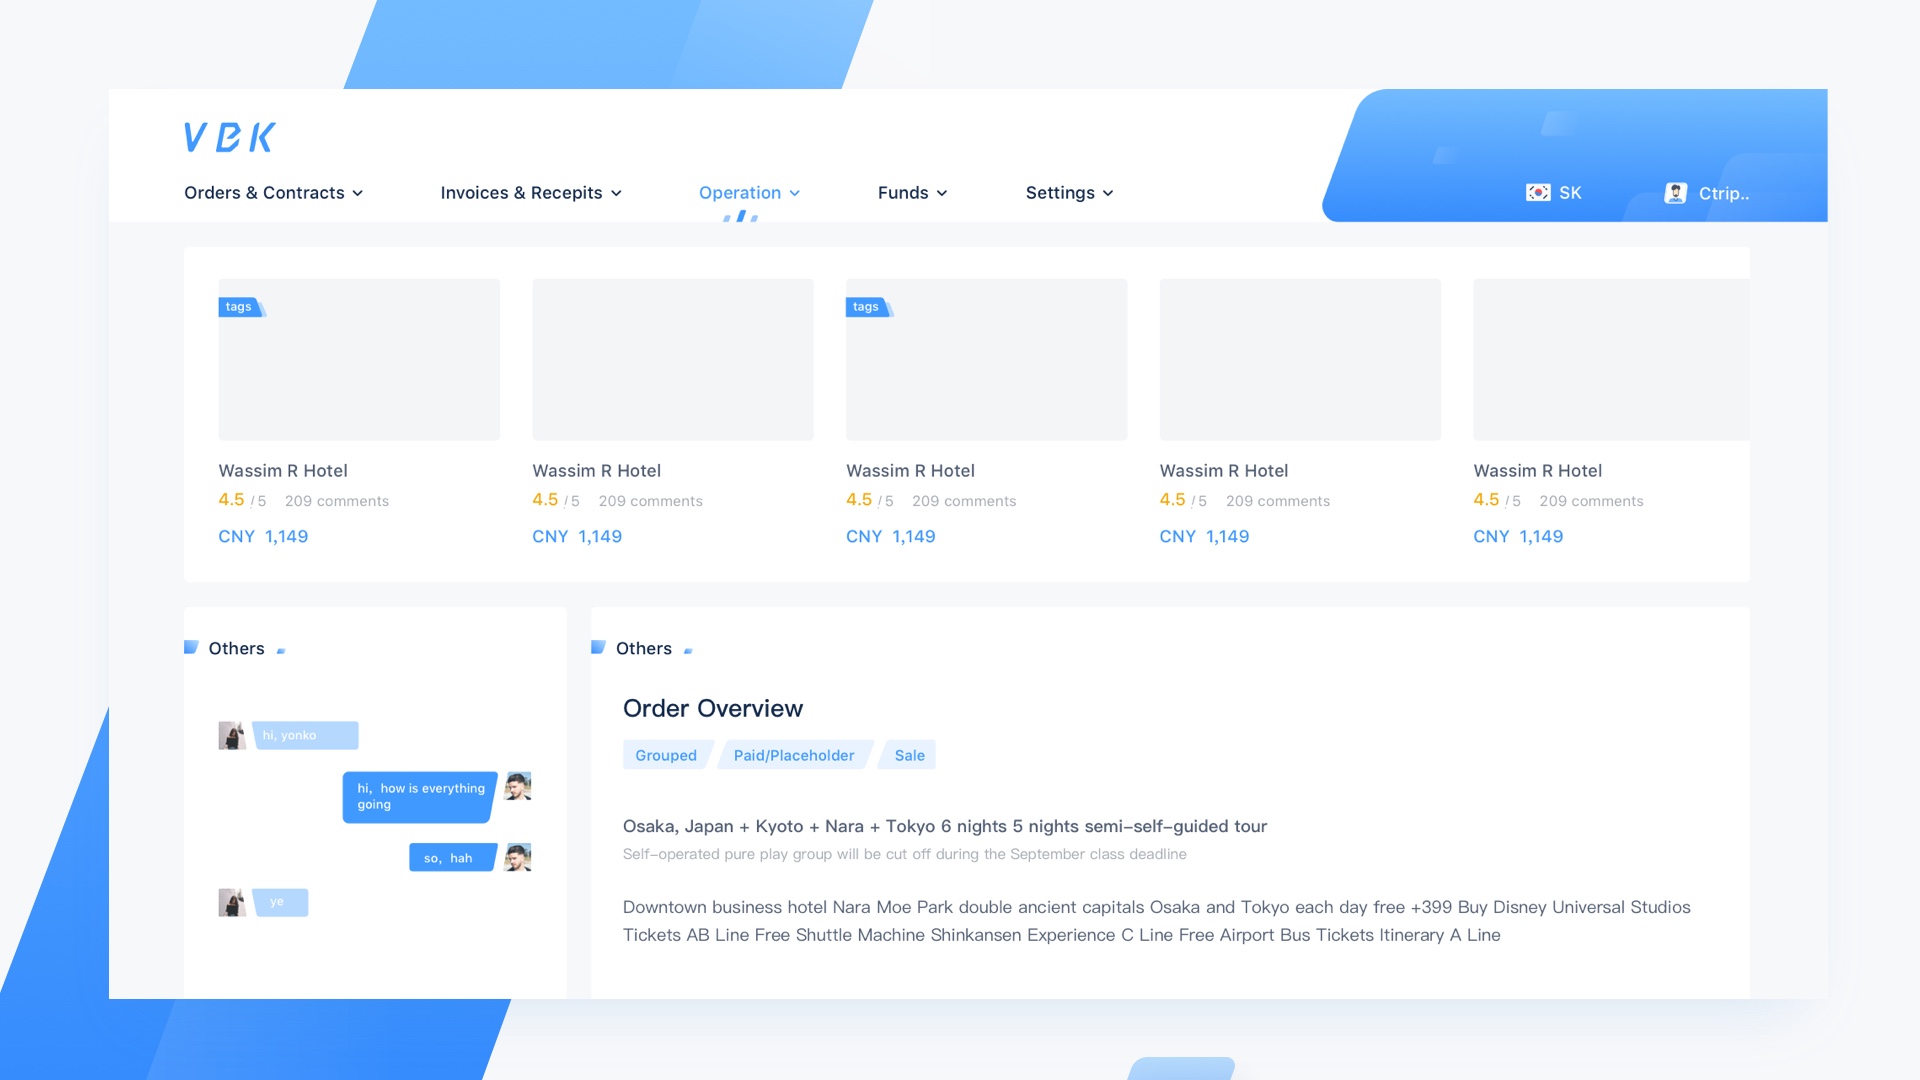 VBK
Orders & Contracts
Invoices & Recepits
Operation
Funds
Settings
SK
Ctrip..
tags
tags
Wassim R Hotel
Wassim R Hotel
Wassim R Hotel
Wassim R Hotel
Wassim R Hotel
4.5 / 5 209 comments
4.5 / 5 209 comments
4.5 / 5 209 comments
4.5 / 5 209 comments
4.5 / 5 209 comments
CNY 1,149
CNY 1,149
CNY 1,149
CNY 1,149
CNY 1,149
Others
hi, yonko
hi, how is everything
going
so, hah
ye
Others
Order Overview
Grouped
Paid/Placeholder
Sale
Osaka, Japan + Kyoto + Nara + Tokyo 6 nights 5 nights semi-self-guided tour
Self-operated pure play group will be cut off during the September class deadline
Downtown business hotel Nara Moe Park double ancient capitals Osaka and Tokyo each day free +399 Buy Disney Universal Studios
Tickets AB Line Free Shuttle Machine Shinkansen Experience C Line Free Airport Bus Tickets Itinerary A Line